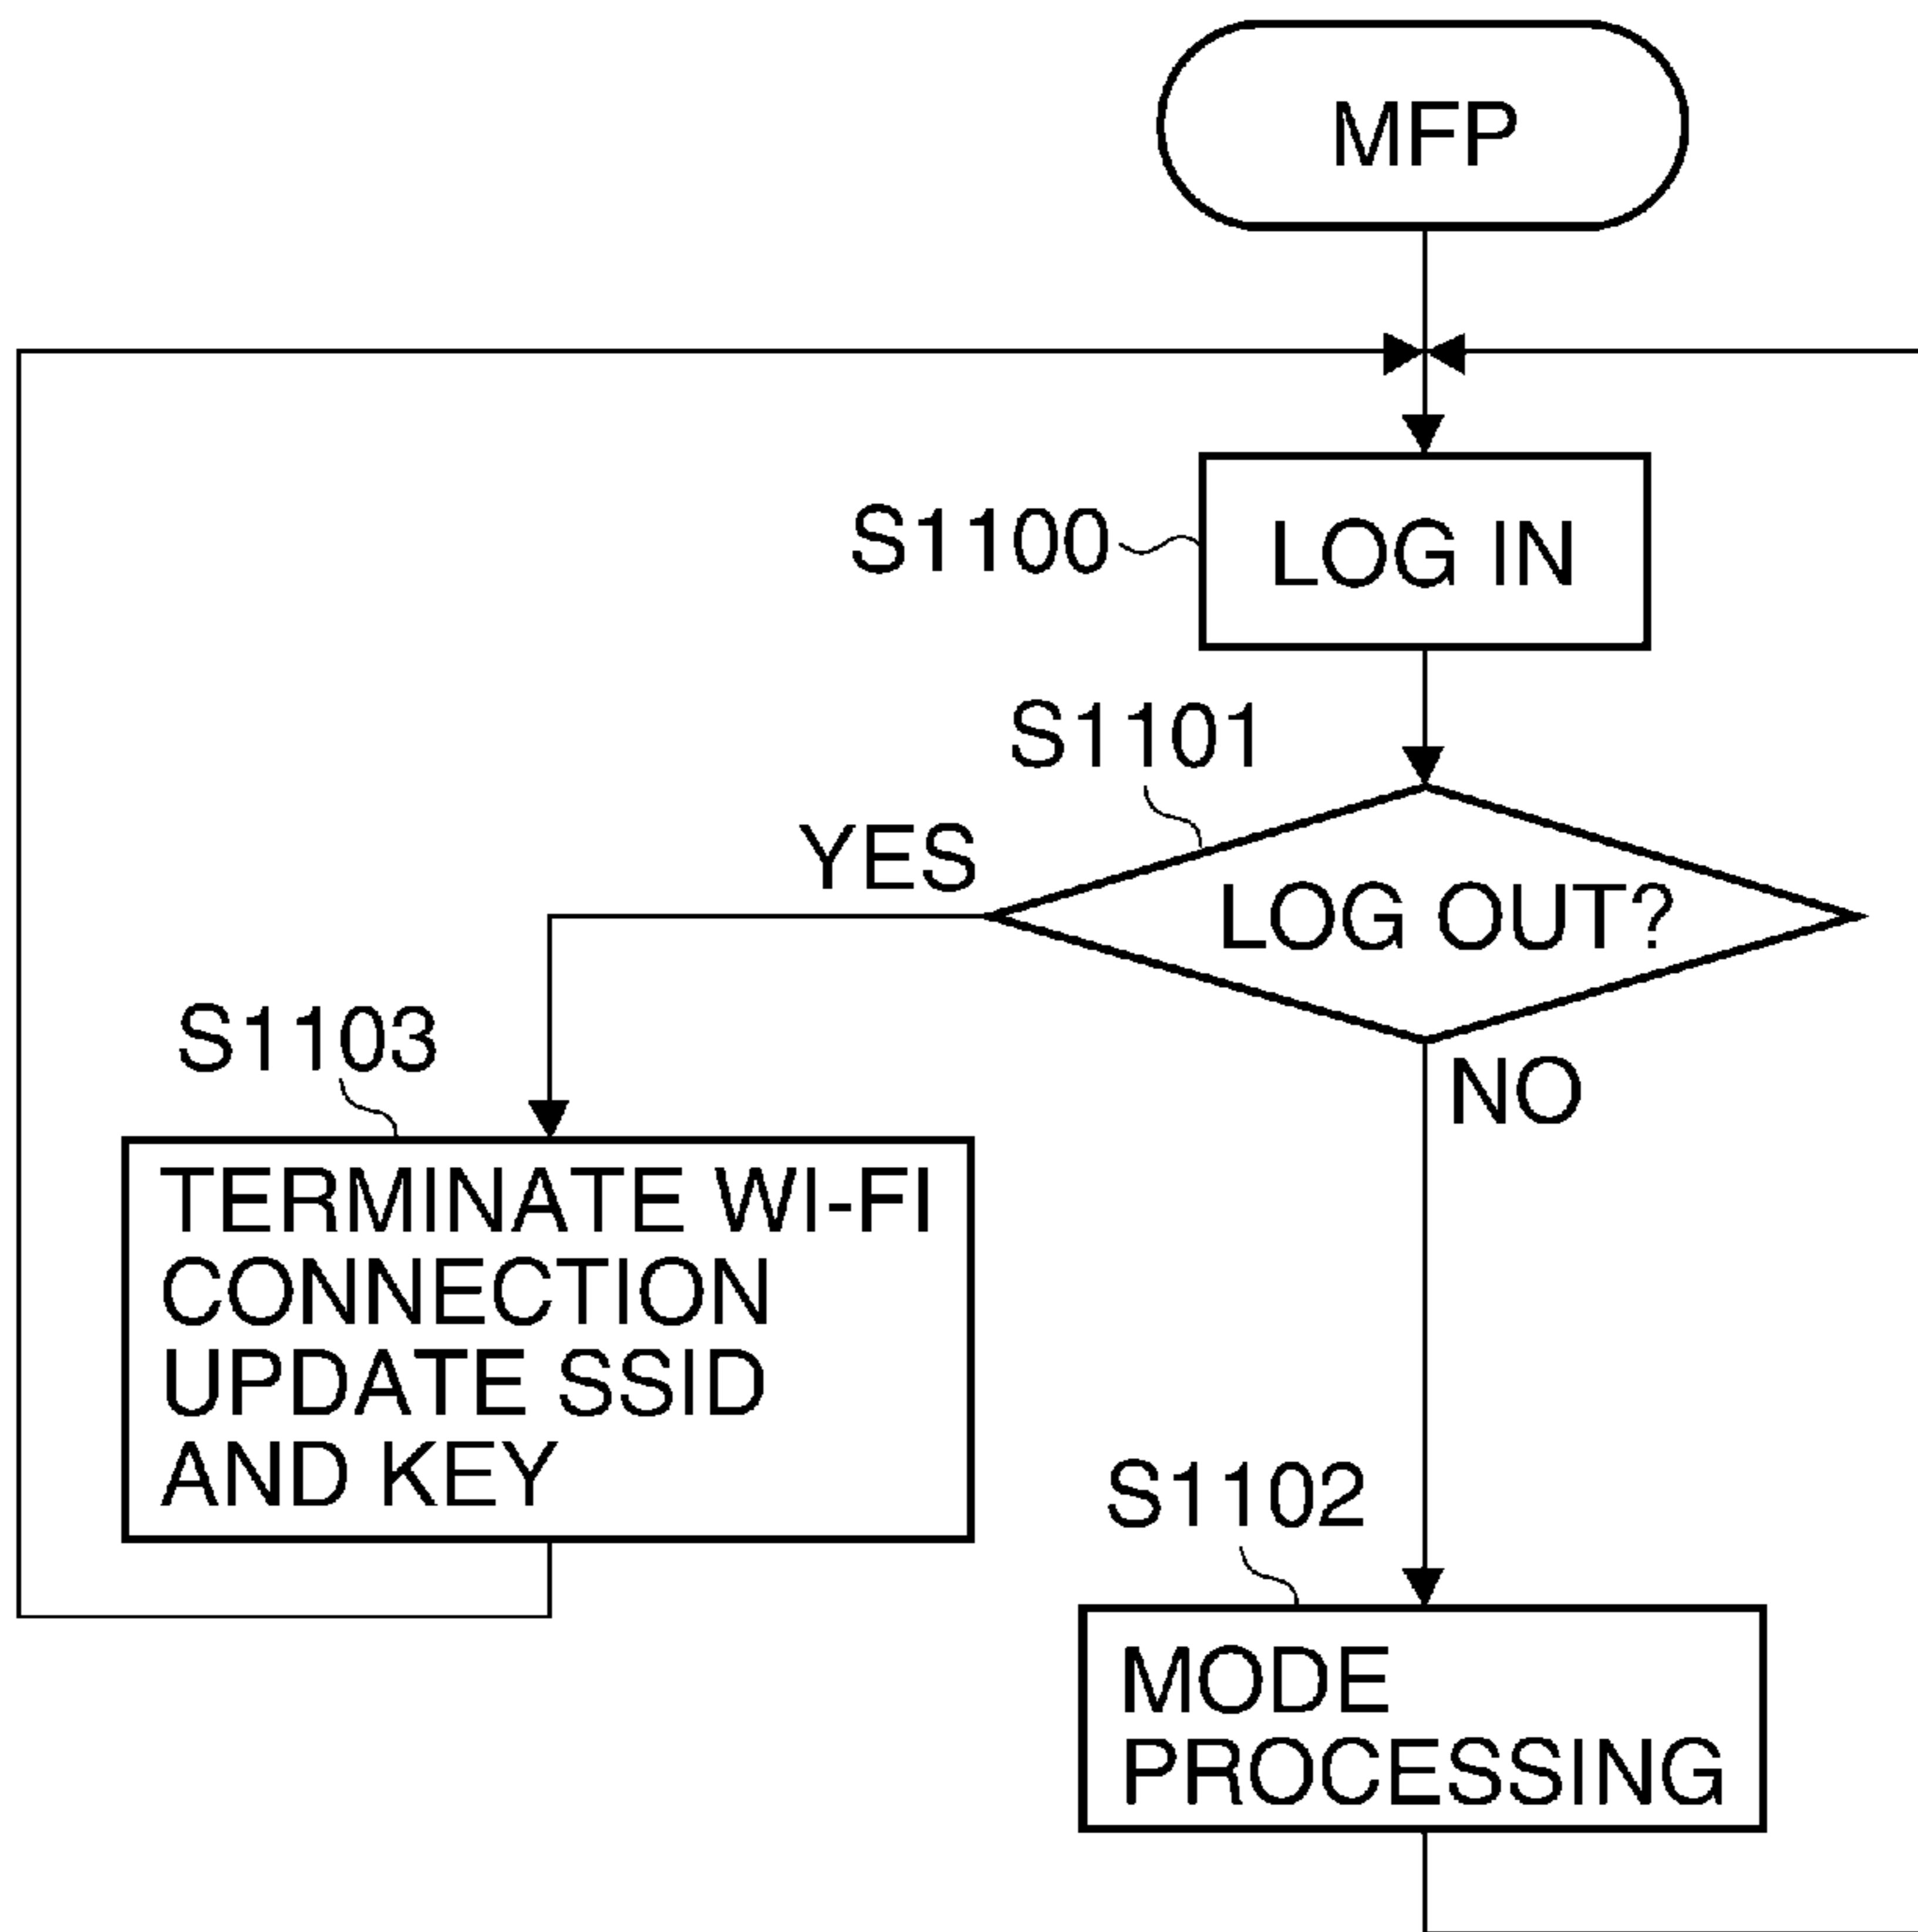 MFP
S1100
LOG IN
S1101
YES
LOG OUT?
NO
S1103
TERMINATE WI-FI
CONNECTION
UPDATE SSID
AND KEY
S1102
MODE
PROCESSING